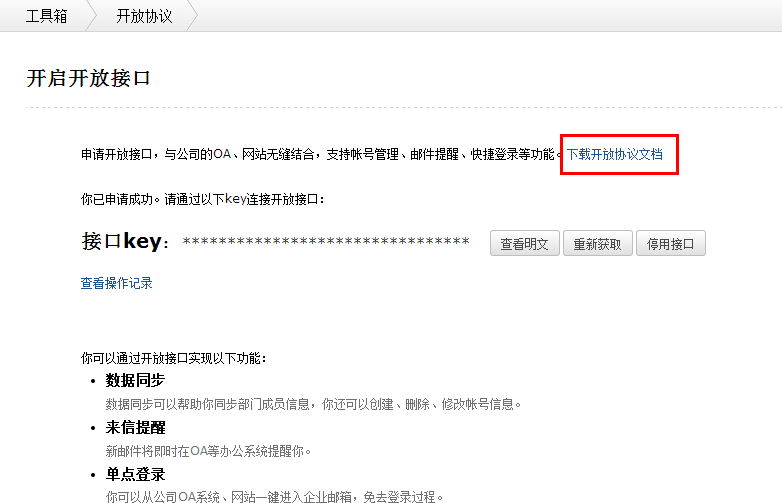 工具箱 开放协议
开启开放接口
申请开放接口，与公司的OA、网站无缝结合，支持帐号管理、邮件提醒、快捷登录等功能。下载开放协议文档
你已申请成功。请通过以下key连接开放接口：
接口key：******************************** 查看明文 重新获取 停用接口
查看操作记录
你可以通过开放接口实现以下功能：
• 数据同步
数据同步可以帮助你同步部门成员信息，你还可以创建、删除、修改帐号信息。
• 来信提醒
新邮件将即时在OA等办公系统提醒你。
• 单点登录
你可以从公司OA系统、网站一键进入企业邮箱，免去登录过程。